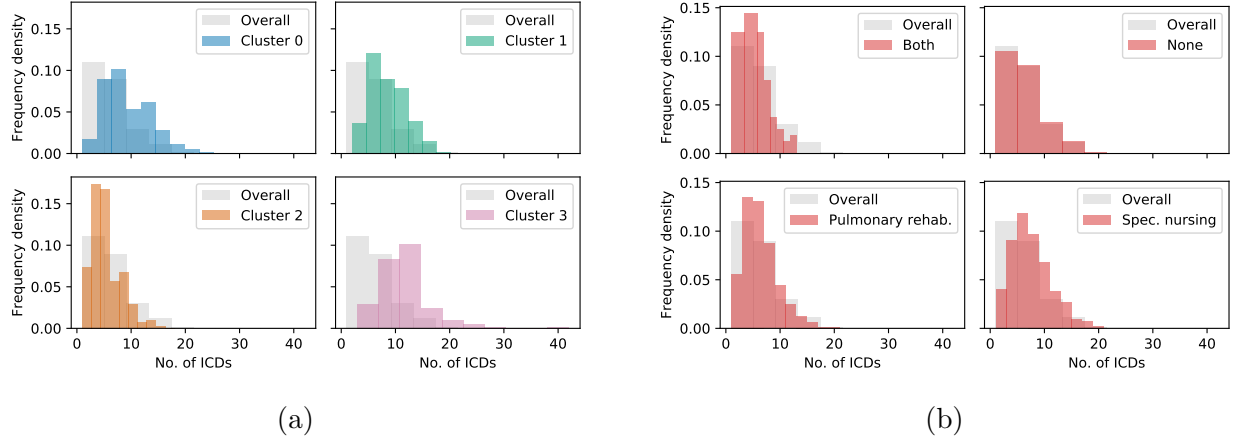 0.15
0.10
0.05
0.00
Frequency density
Overall
Cluster 0
Overall
Cluster 1
0.15
0.10
0.05
0.00
Frequency density
Overall
Cluster 2
Overall
Cluster 3
0 10 20 30 40
No. of ICDs
0 10 20 30 40
No. of ICDs
(a)
0.15
0.10
0.05
0.00
Frequency density
Overall
Both
Overall
None
0.15
0.10
0.05
0.00
Frequency density
Overall
Pulmonary rehab.
Overall
Spec. nursing
0 10 20 30 40
No. of ICDs
0 10 20 30 40
No. of ICDs
(b)